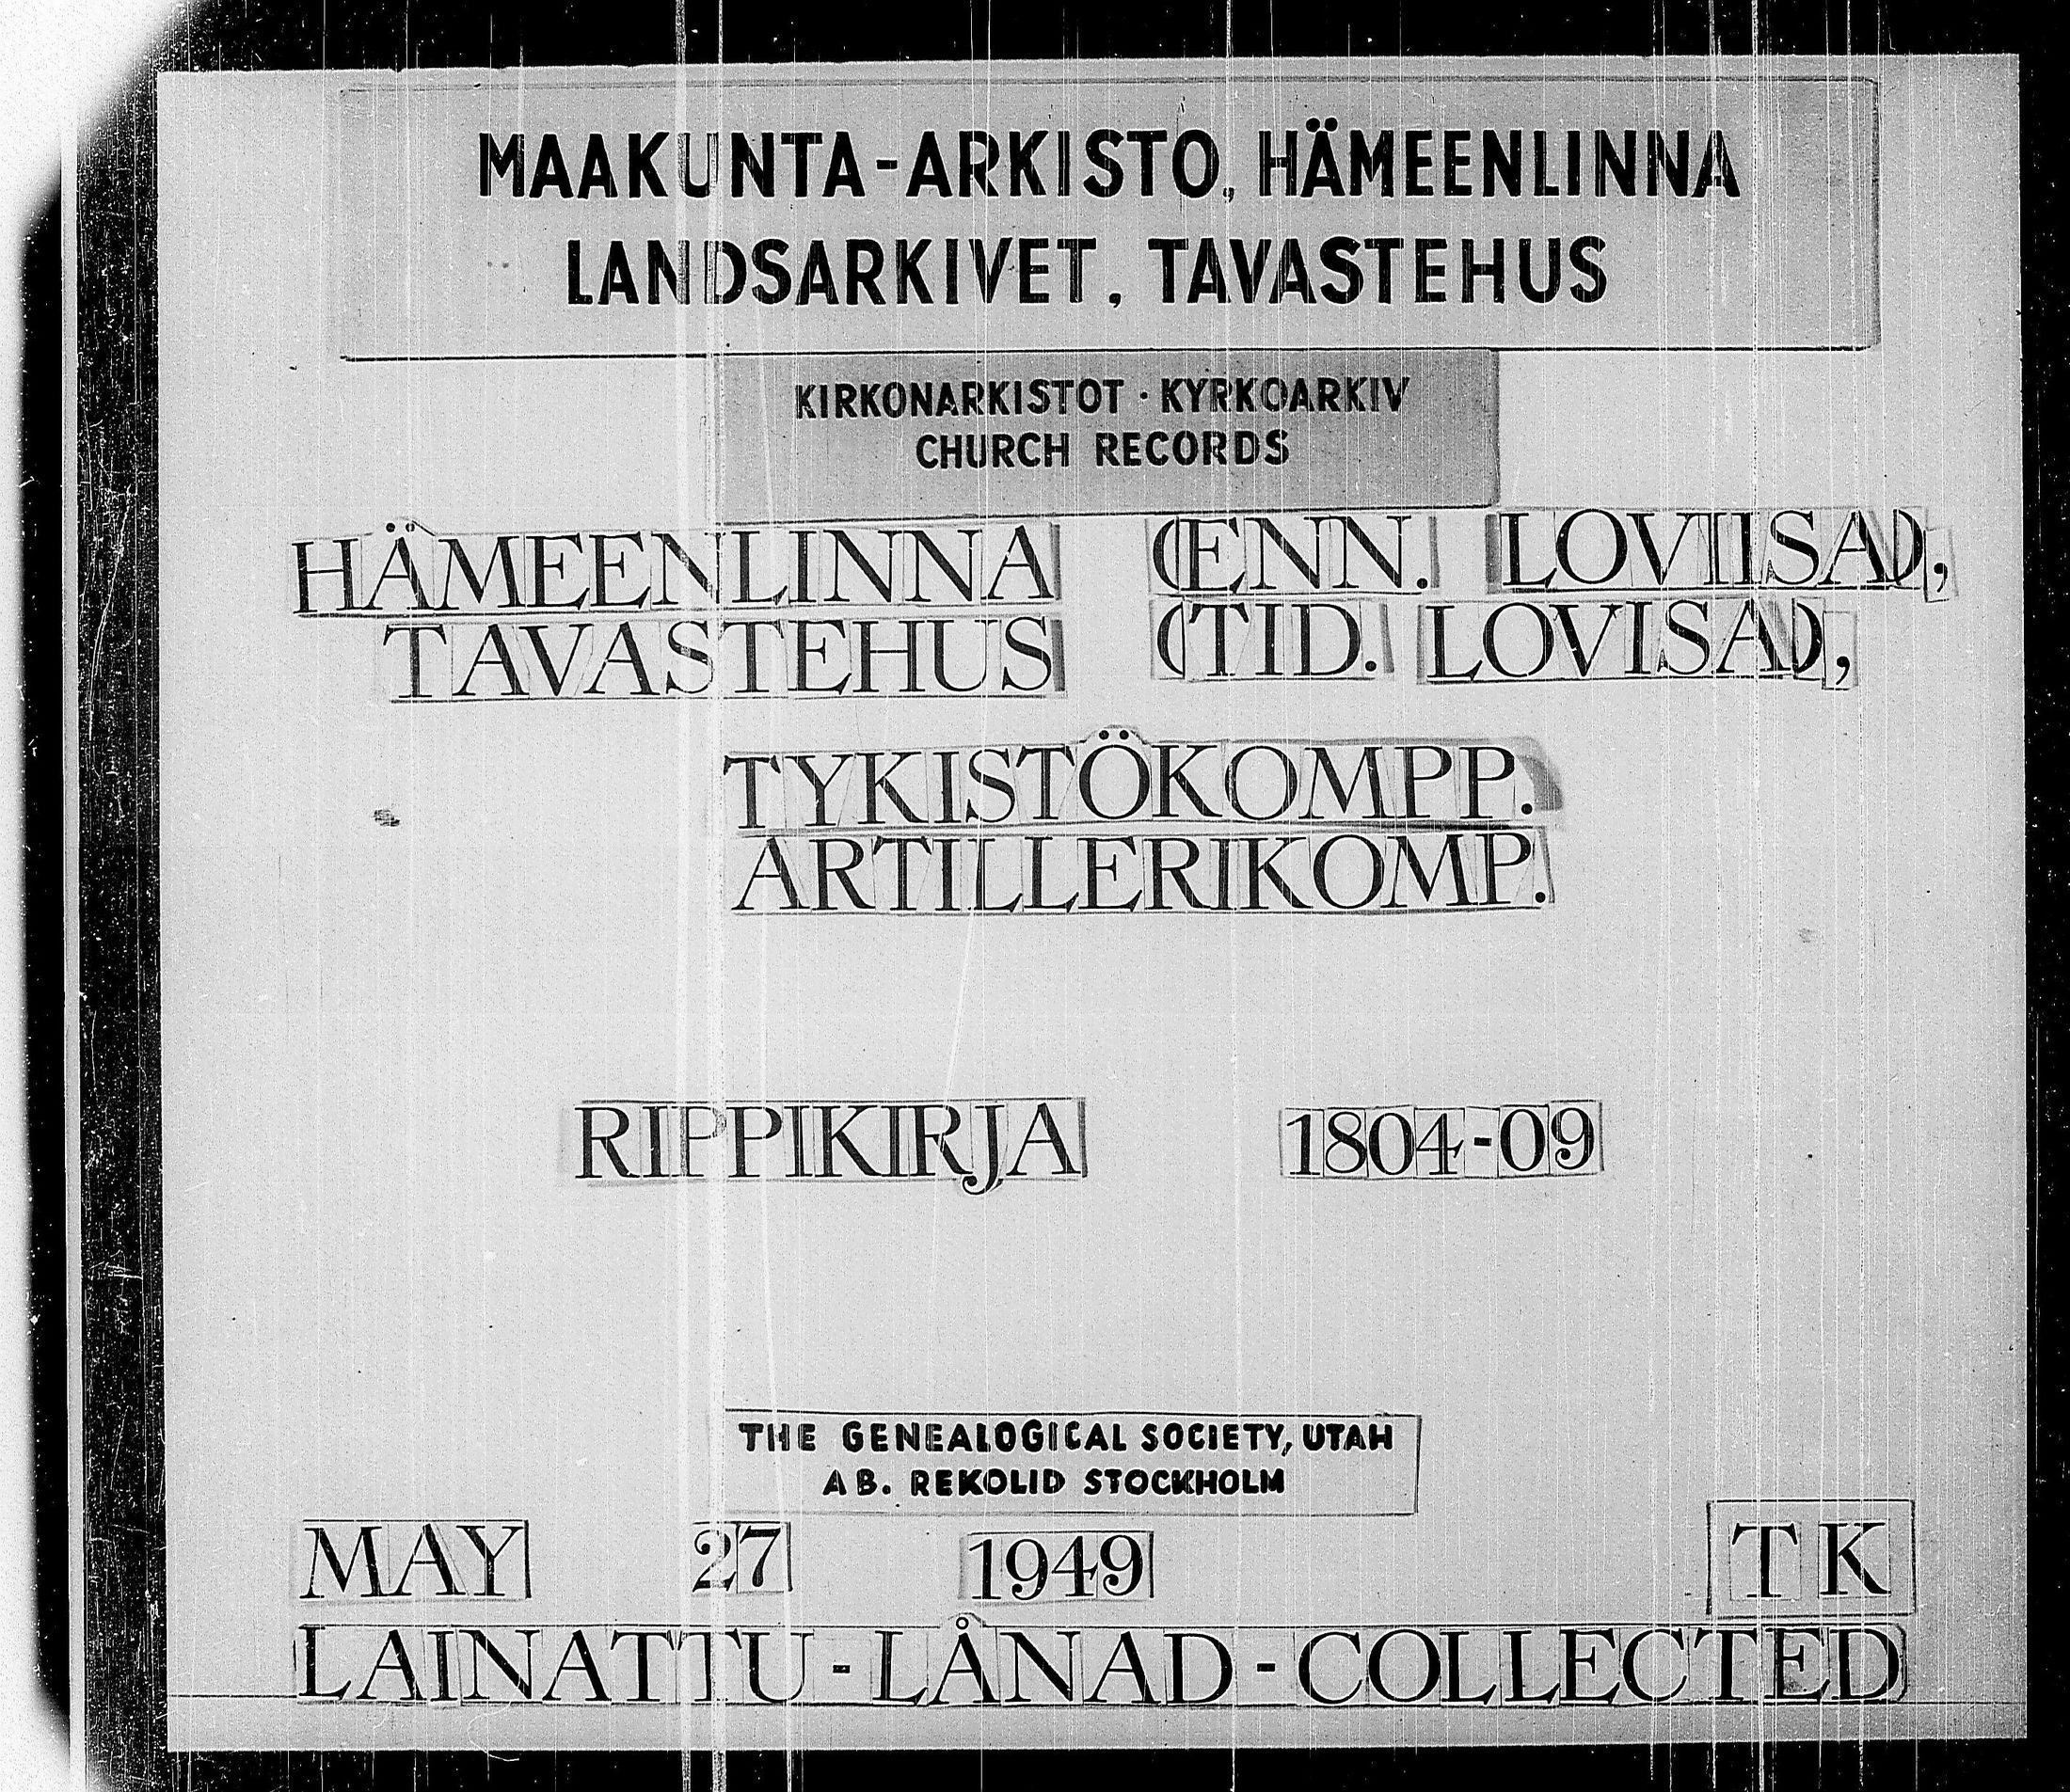 MAAKUNTA-ARKISTO, HÄMEENLINNA
LANDSARKIVET, TAVASTEHUS
KIRKONARKISTOT · KYRKOARKIV
CHURCH RECORDS
HÄMEENLINNA (ENN. LOVIISA),
TAVASTEHUS (TID. LOVISA),
TYKISTÖKOMPP.
ARTILLERIKOMP.
RIPPIKIRJA 1804-09
THE GENEALOGICAL SOCIETY, UTAH
AB. REKOLID STOCKHOLM
MAY 27 1949 TK
LAINATTU-LÅNAD-COLLECTED